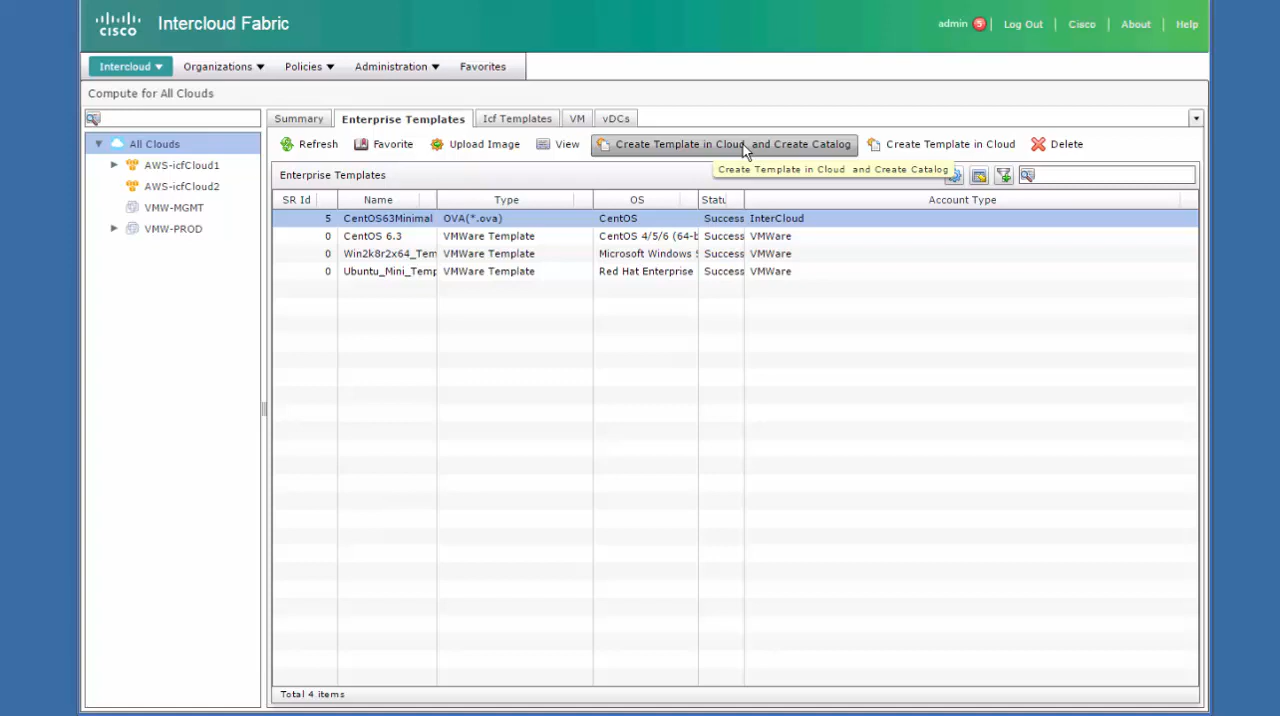 CISCO Intercloud Fabric
admin 5 | Log Out | Cisco | About | Help
Intercloud Organizations Policies Administration Favorites
Compute for All Clouds
Summary Enterprise Templates Icf Templates VM vDCs
All Clouds
AWS-icfCloud1
AWS-icfCloud2
VMW-MGMT
VMW-PROD
Refresh Favorite Upload Image View Create Template in Cloud and Create Catalog Create Template in Cloud Delete
Create Template in Cloud and Create Catalog
Enterprise Templates
SR Id Name Type OS Statu Account Type
5 CentOS63Minimal OVA(*.ova) CentOS Success InterCloud
0 CentOS 6.3 VMWare Template CentOS 4/5/6 (64-b Success VMWare
0 Win2k8r2x64_Tem VMWare Template Microsoft Windows Success VMWare
0 Ubuntu_Mini_Temp VMWare Template Red Hat Enterprise Success VMWare
Total 4 items